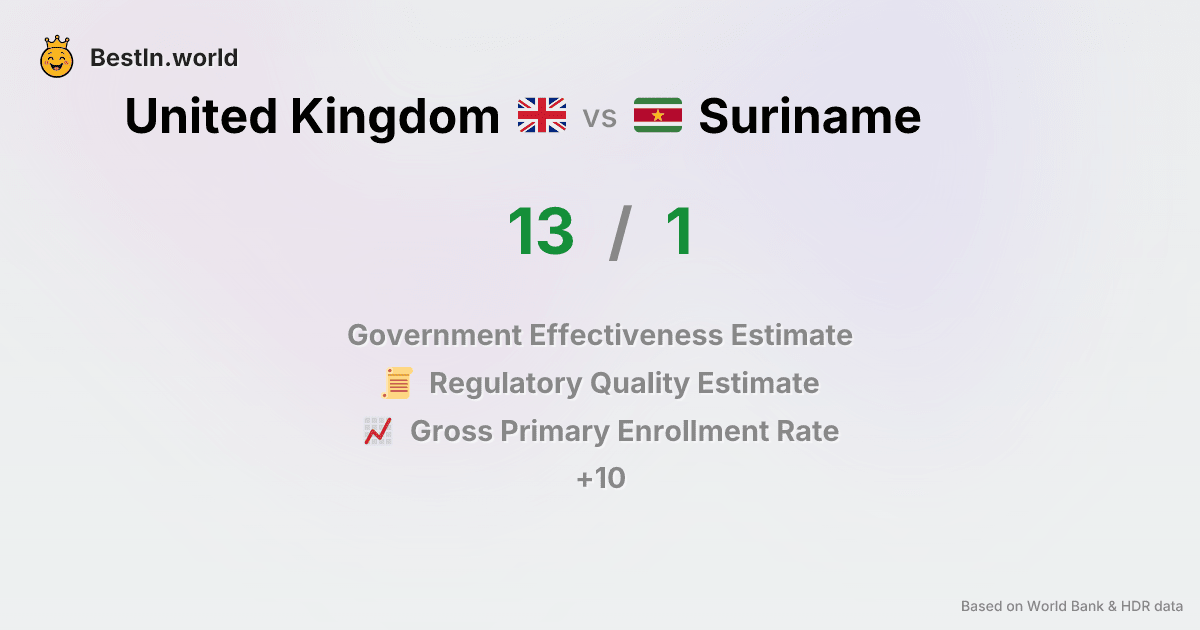 BestIn.world
United Kingdom vs Suriname
13 / 1
Government Effectiveness Estimate
Regulatory Quality Estimate
Gross Primary Enrollment Rate
+10
Based on World Bank & HDR data